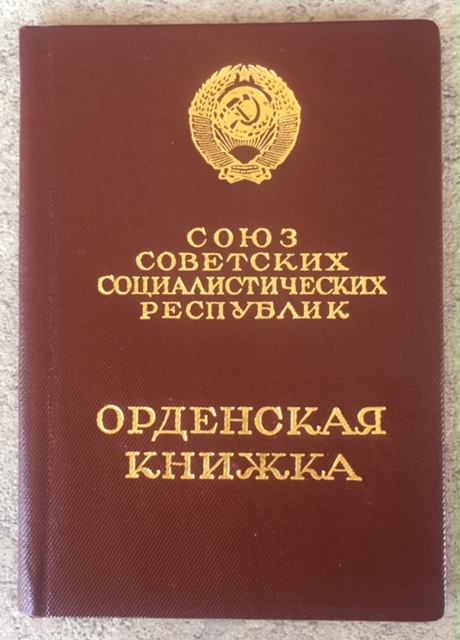 СОЮЗ
СОВЕТСКИХ
СОЦИАЛИСТИЧЕСКИХ
РЕСПУБЛИК
ОРДЕНСКАЯ
КНИЖКА